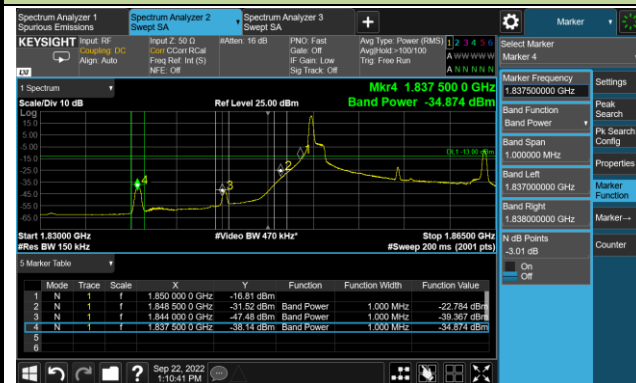 Spectrum Analyzer 1
Spurious Emissions
Spectrum Analyzer 2
Swept SA
Spectrum Analyzer 3
Swept SA
+
Marker
KEYSIGHT
Input: RF
Coupling: DC
Align: Auto
Input Z: 50 Ω
Corr CCorr RCal
Freq Ref: Int (S)
NFE: Off
#Atten: 16 dB
PNO: Fast
Gate: Off
IF Gain: Low
Sig Track: Off
Avg Type: Power (RMS)
Avg|Hold:>100/100
Trig: Free Run
1 2 3 4 5 6
A W W W W W
A N N N N N
LXI
Select Marker
Marker 4
1 Spectrum
Scale/Div 10 dB
Ref Level 25.00 dBm
Mkr4 1.837 500 0 GHz
Band Power -34.874 dBm
Log
15.0
5.00
-5.00
-15.0
-25.0
-35.0
-45.0
-55.0
-65.0
DL1 -13.00 dBm
4
3
2
1
Start 1.83000 GHz
#Res BW 150 kHz
#Video BW 470 kHz*
Stop 1.86500 GHz
#Sweep 200 ms (2001 pts)
Marker Frequency
1.837500000 GHz
Band Function
Band Power
Band Span
1.000000 MHz
Band Left
1.837000000 GHz
Band Right
1.838000000 GHz
N dB Points
-3.01 dB
On
Off
Settings
Peak Search
Pk Search Config
Properties
Marker Function
Marker→
Counter
5 Marker Table
Mode Trace Scale X Y Function Function Width Function Value
1 N 1 f 1.850 000 0 GHz -16.81 dBm
2 N 1 f 1.848 500 0 GHz -31.52 dBm Band Power 1.000 MHz -22.784 dBm
3 N 1 f 1.844 000 0 GHz -47.48 dBm Band Power 1.000 MHz -39.367 dBm
4 N 1 f 1.837 500 0 GHz -38.14 dBm Band Power 1.000 MHz -34.874 dBm
5
6
?
Sep 22, 2022
1:10:41 PM